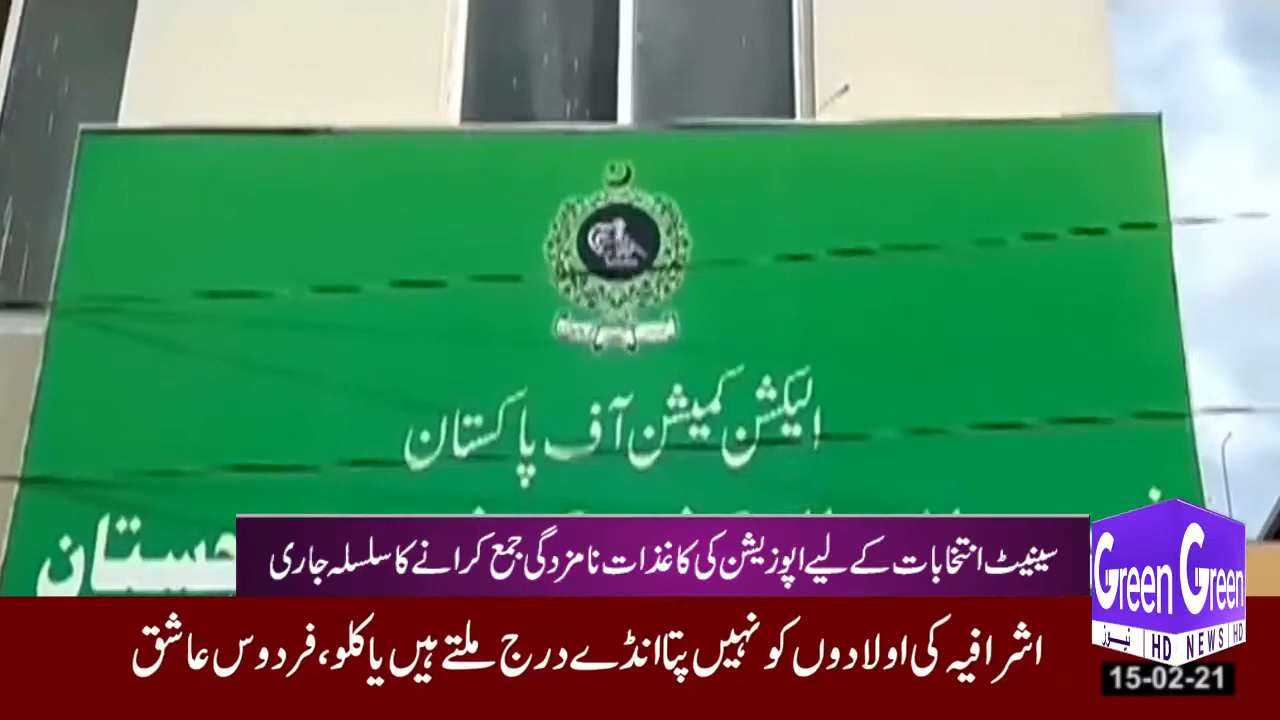 الیکشن کمیشن آف پاکستان
سینیٹ انتخابات کے لیے اپوزیشن کی کاغذات نامزدگی جمع کرانے کا سلسلہ جاری
اشرافیہ کی اولادوں کو نہیں پتا انڈے درج ملتے ہیں یا کلو، فردوس عاشق
Green Green
نیوز HD NEWS HD
15-02-21